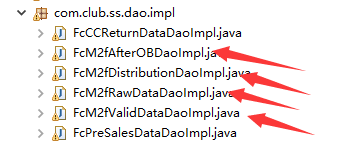 com.club.ss.dao.impl
FcCCReturnDataDaoImpl.java
FcM2fAfterOBDaoImpl.java
FcM2fDistributionDaoImpl.java
FcM2fRawDataDaoImpl.java
FcM2fValidDataDaoImpl.java
FcPreSalesDataDaoImpl.java